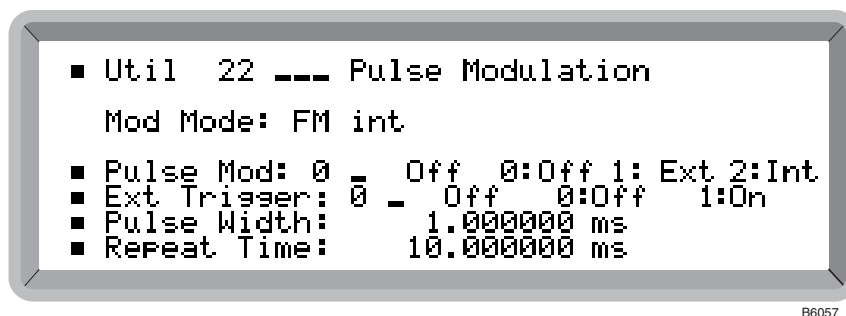 ▪ Util 22 ___ Pulse Modulation
Mod Mode: FM int
▪ Pulse Mod: 0 _ Off 0:Off 1: Ext 2:Int
▪ Ext Trigger: 0 _ Off 0:Off 1:On
▪ Pulse Width: 1.000000 ms
▪ Repeat Time: 10.000000 ms
B6057